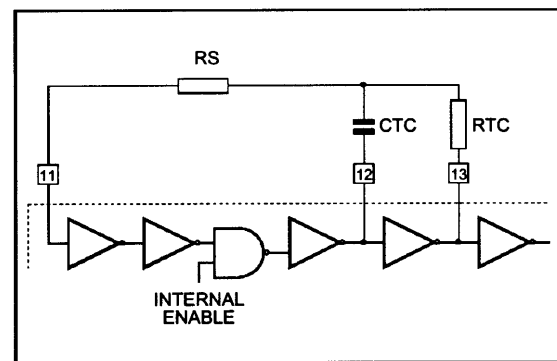 RS
CTC
RTC
11
12
13
INTERNAL
ENABLE